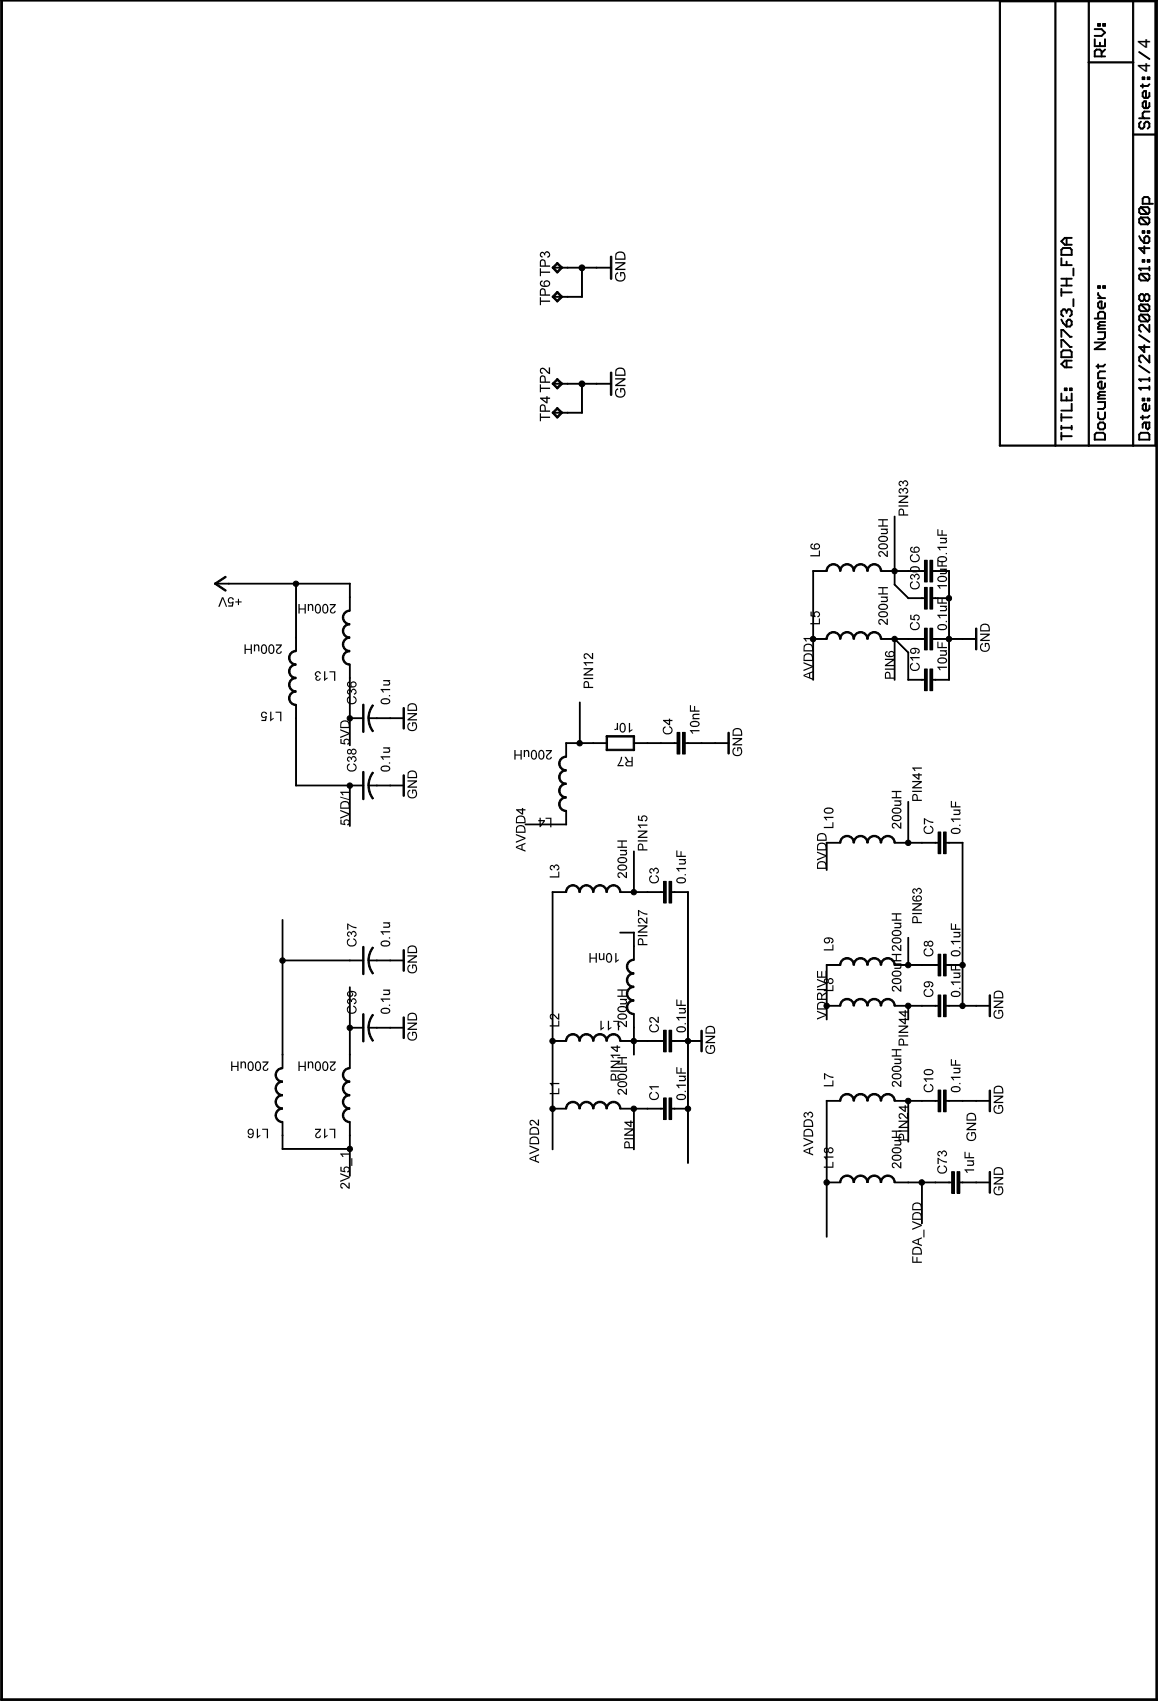 2V5_1
L16
200uH
L12
200uH
C39
0.1u
GND
C37
0.1u
GND
+5V
L15
200uH
L13
200uH
5VD/1
C38
0.1u
GND
5VD
C36
0.1u
GND
AVDD2
L1
200uH
PIN4
C1
0.1uF
L2
200uH
PIN14
L11
10nH
PIN27
C2
0.1uF
GND
L3
200uH
PIN15
C3
0.1uF
AVDD4
L4
200uH
PIN12
R7
10r
C4
10nF
GND
TP4
TP2
GND
TP6
TP3
GND
AVDD3
L18
200uH
FDA_VDD
C73
1uF
GND
L7
200uH
PIN24
C10
0.1uF
GND
GND
VDRIVE
L8
200uH
PIN44
C9
0.1uF
GND
L9
200uH
PIN63
C8
0.1uF
DVDD
L10
200uH
PIN41
C7
0.1uF
AVDD1
L5
200uH
PIN6
C19
10uF
C5
0.1uF
GND
L6
200uH
PIN33
C30
10uF
C6
0.1uF
TITLE: AD7763_TH_FDA
Document Number:
REV:
Date: 11/24/2008 01:46:00p
Sheet: 4/4